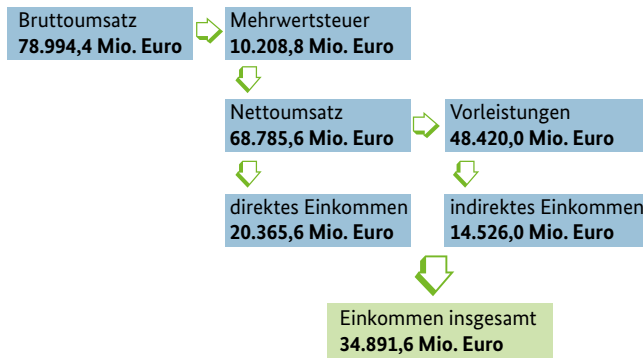 Bruttoumsatz
78.994,4 Mio. Euro
Mehrwertsteuer
10.208,8 Mio. Euro
Nettoumsatz
68.785,6 Mio. Euro
Vorleistungen
48.420,0 Mio. Euro
direktes Einkommen
20.365,6 Mio. Euro
indirektes Einkommen
14.526,0 Mio. Euro
Einkommen insgesamt
34.891,6 Mio. Euro